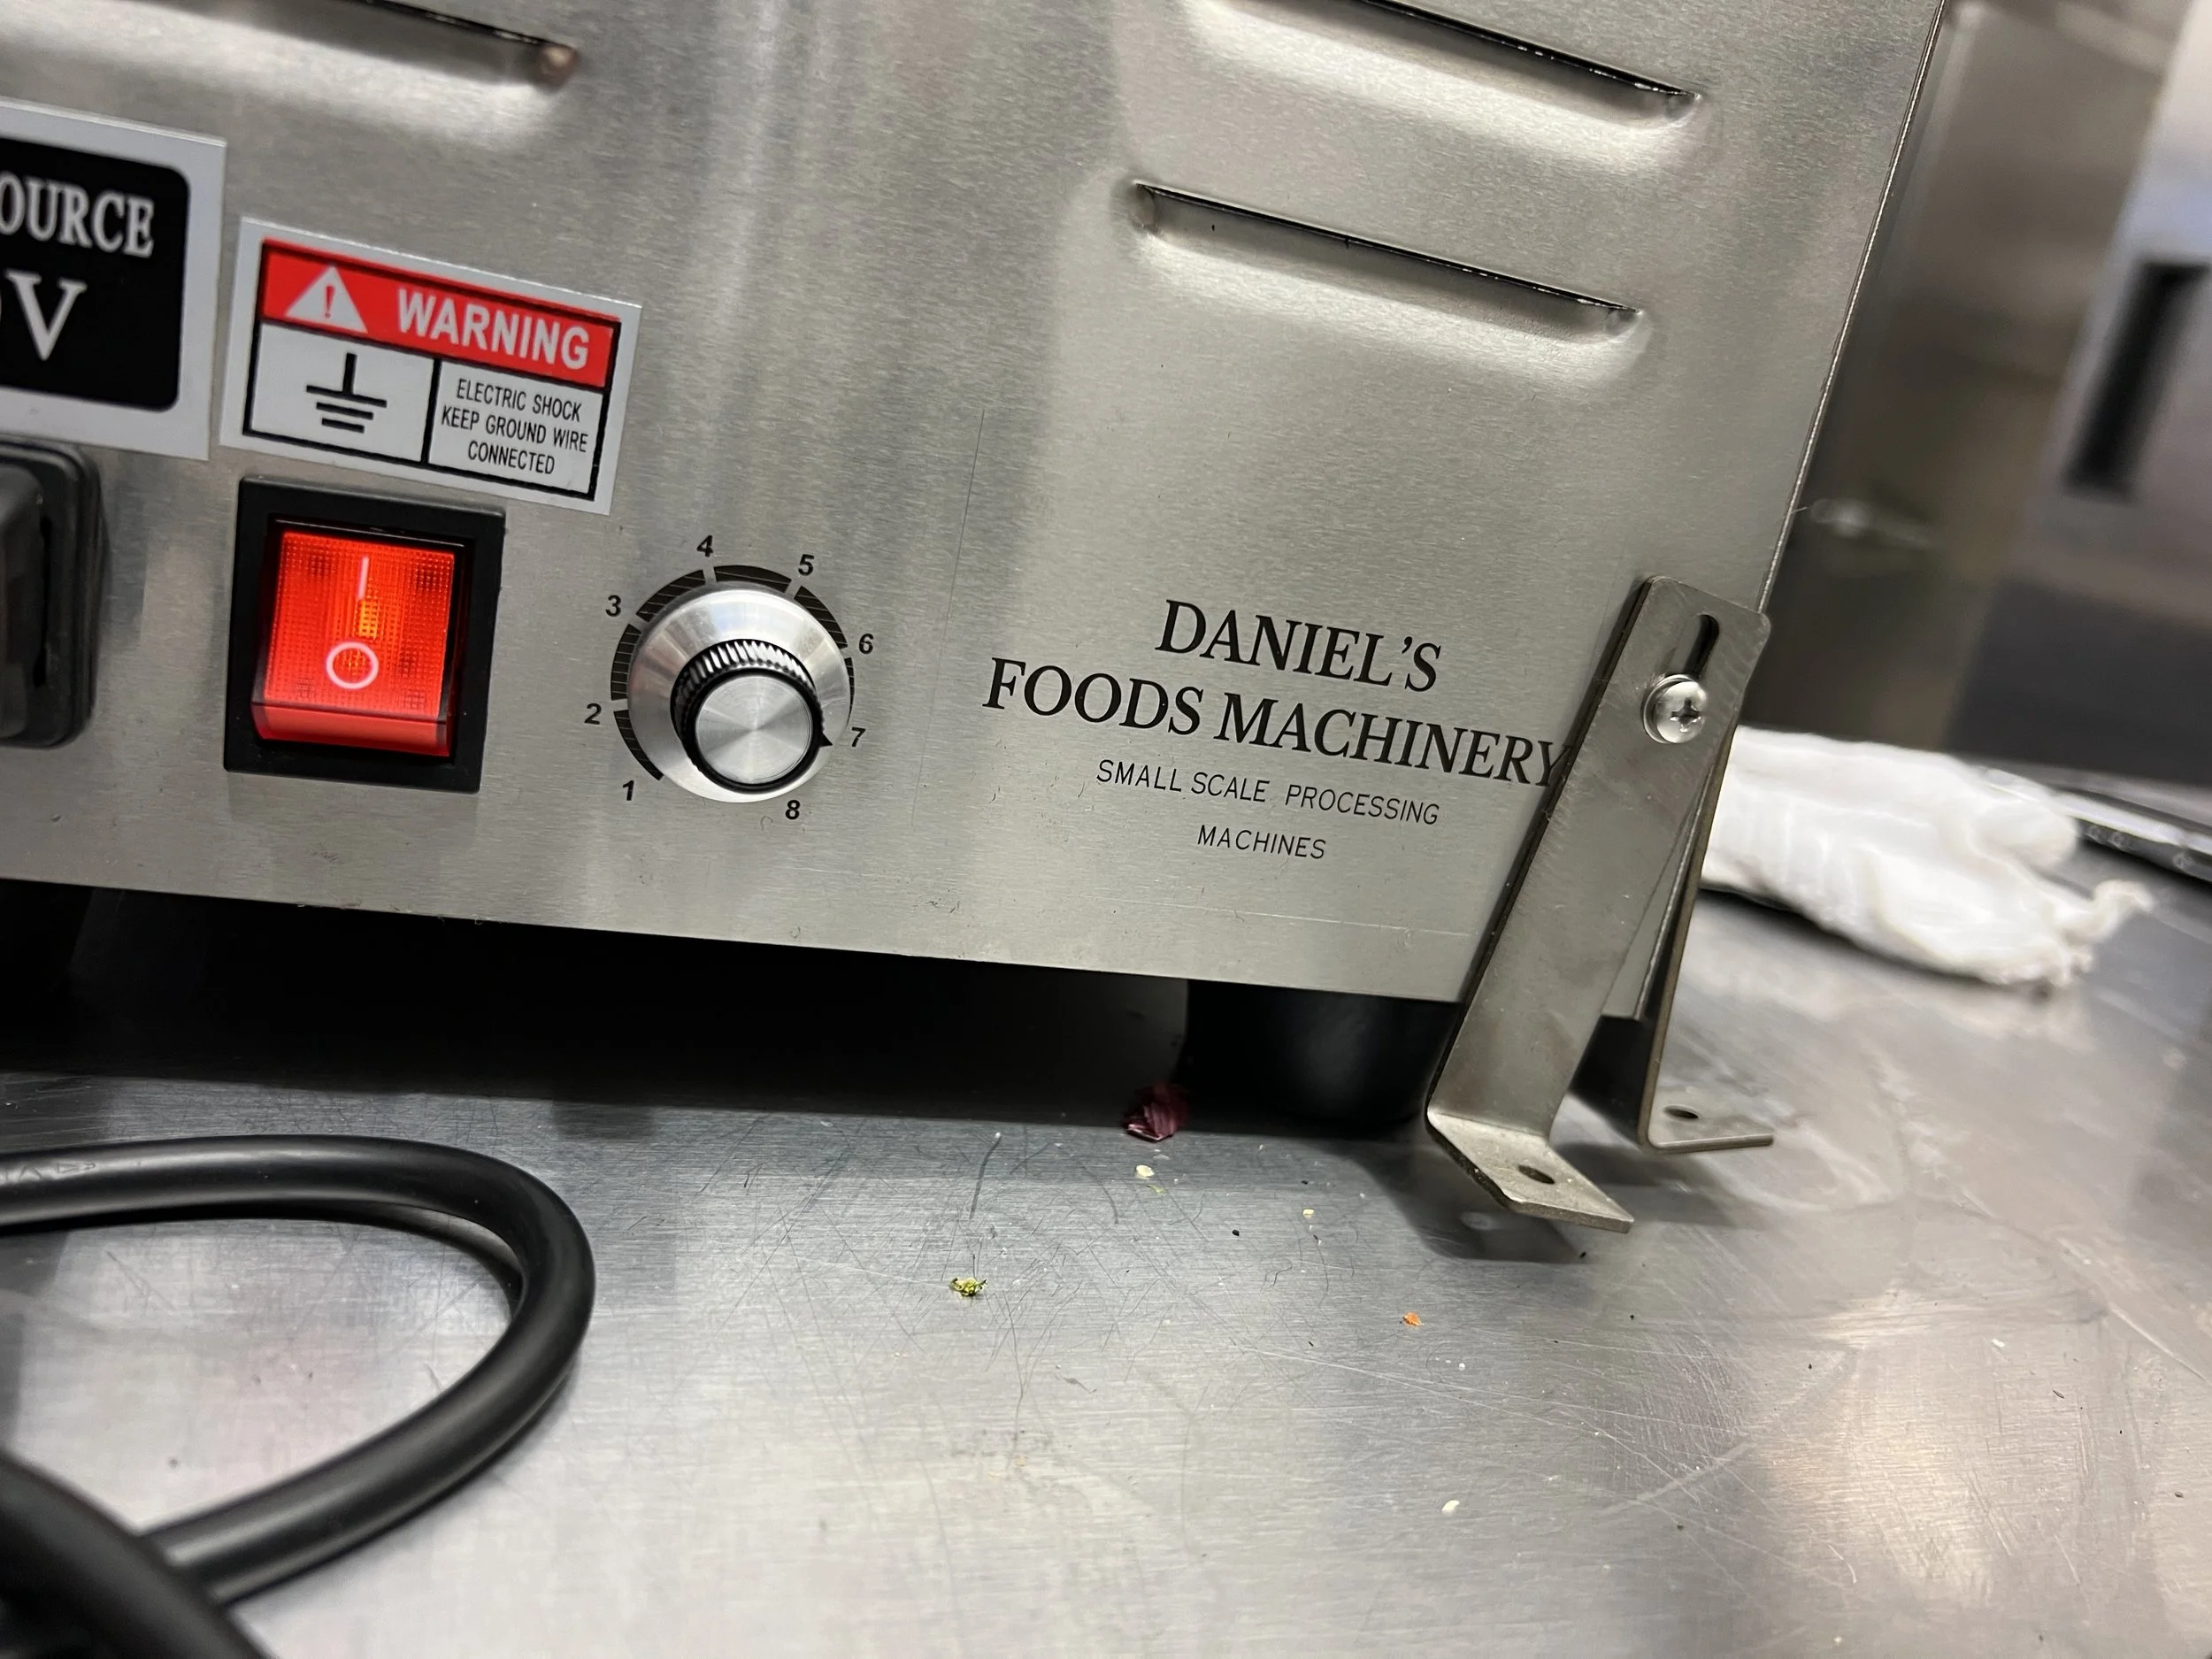 OURCE
V
WARNING
ELECTRIC SHOCK
KEEP GROUND WIRE
CONNECTED
1
2
3
4
5
6
7
8
DANIEL'S
FOODS MACHINERY
SMALL SCALE PROCESSING
MACHINES